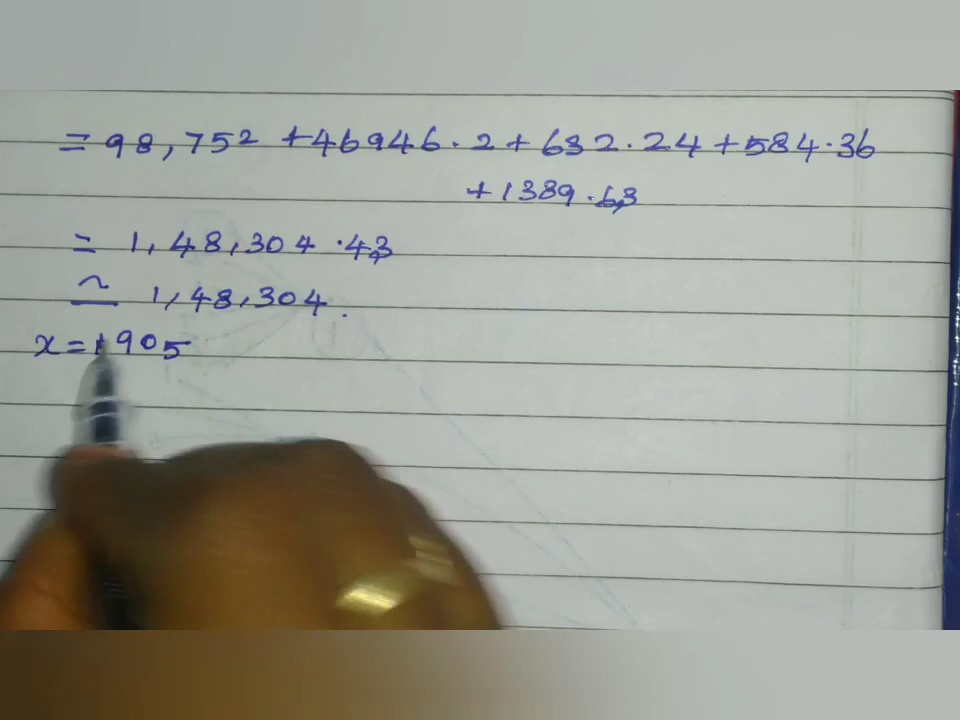 = 98,752 +46946.2 + 632.24 +584.36
+ 1389.63
= 1,48,304.43
≃ 1,48,304.
x=1905